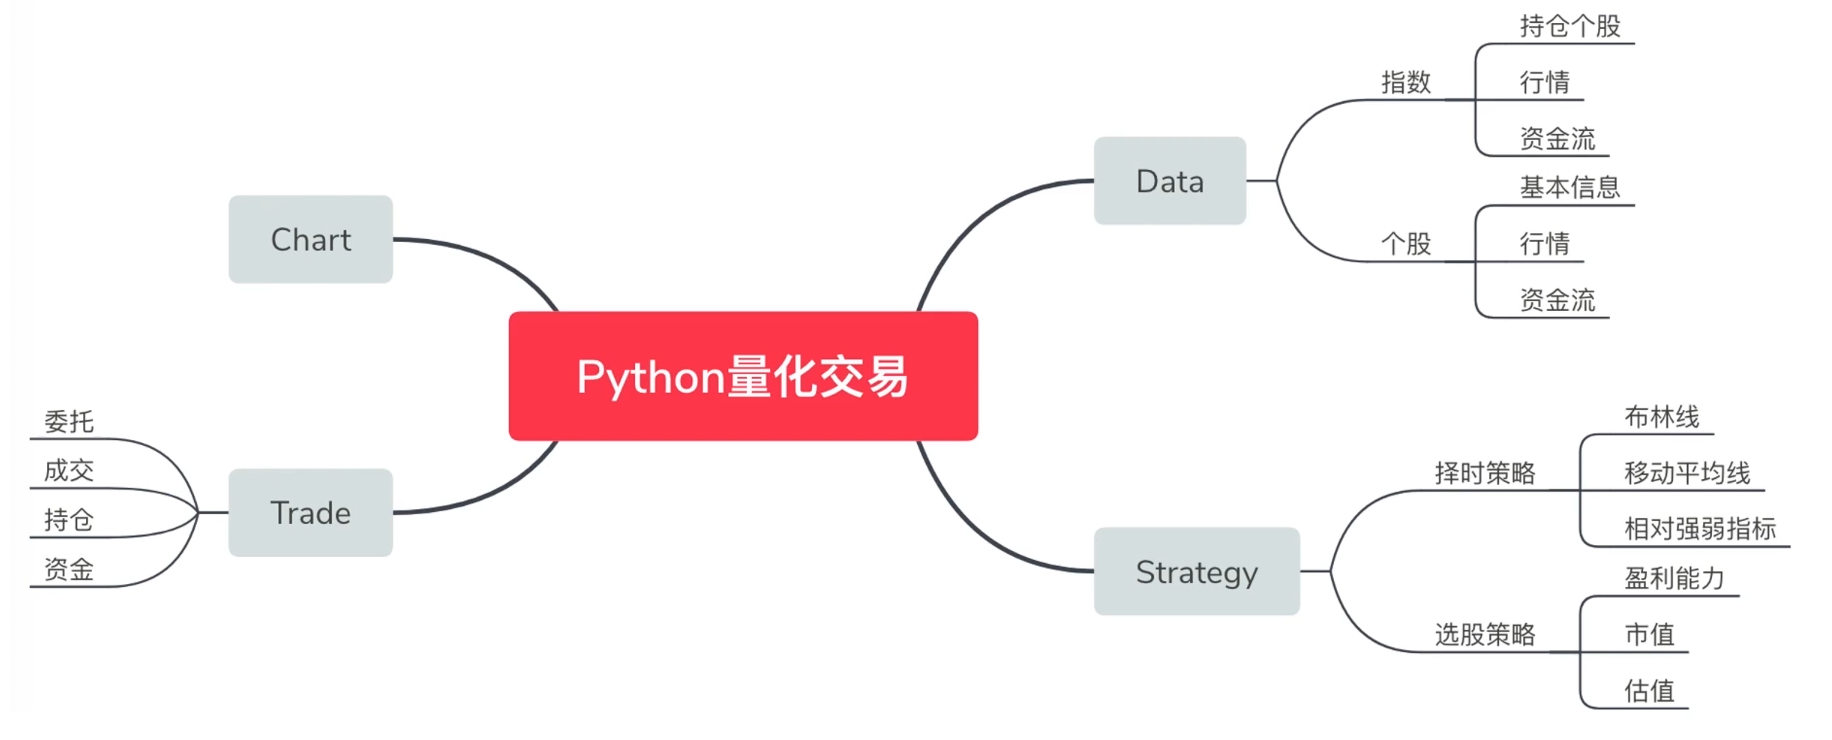 Python量化交易
Data
指数
持仓个股
行情
资金流
个股
基本信息
行情
资金流
Strategy
择时策略
布林线
移动平均线
相对强弱指标
选股策略
盈利能力
市值
估值
Chart
Trade
委托
成交
持仓
资金